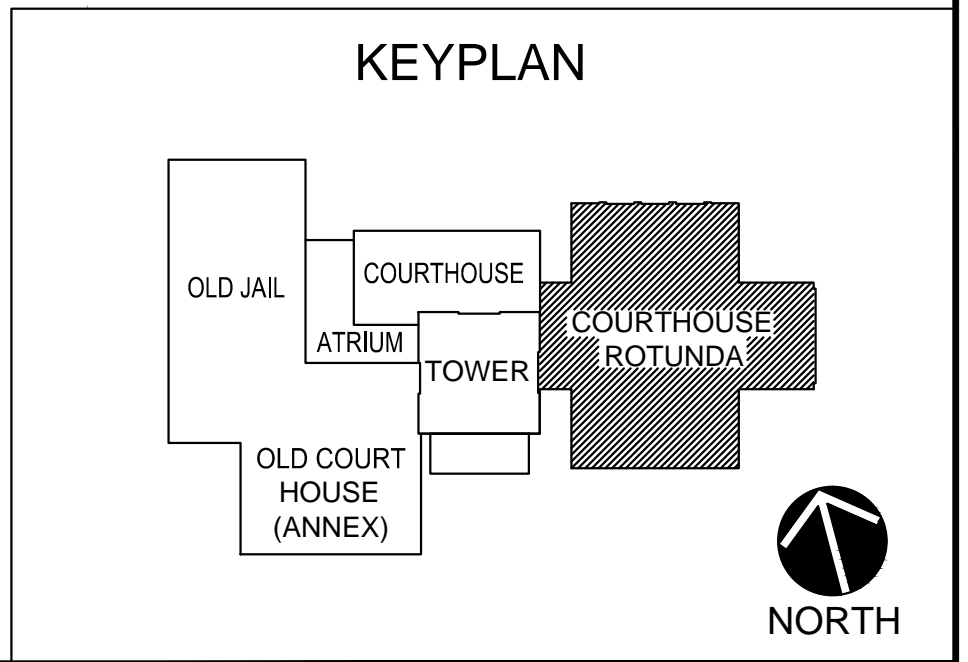 KEYPLAN
OLD JAIL
COURTHOUSE
ATRIUM
TOWER
COURTHOUSE
ROTUNDA
OLD COURT
HOUSE
(ANNEX)
NORTH